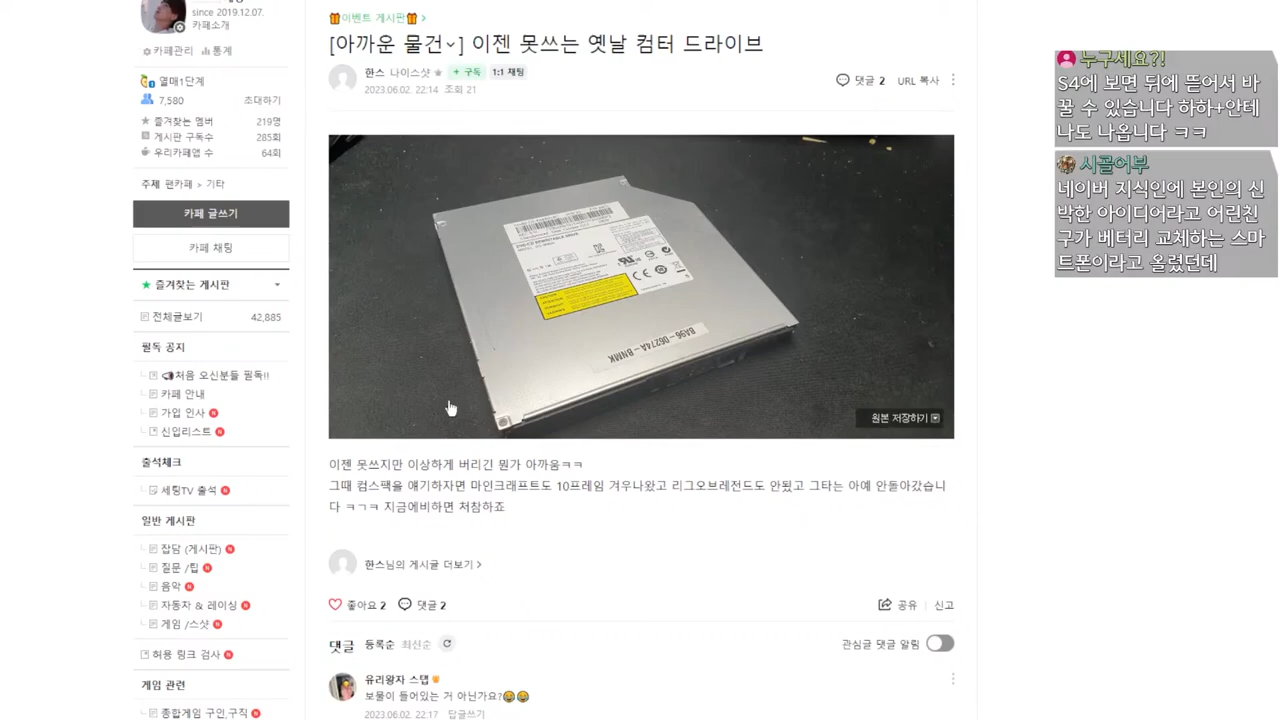 since 2019.12.07.
카페소개
카페관리 통계
열매1단계
7,580 초대하기
즐겨찾는 멤버 219명
게시판 구독수 285회
우리카페앱 수 64회
주제 팬카페 > 기타
카페 글쓰기
카페 채팅
즐겨찾는 게시판
전체글보기 42,885
필독 공지
처음 오신분들 필독!!
카페 안내
가입 인사 N
신입리스트 N
출석체크
세팅TV 출석 N
일반 게시판
잡담 (게시판) N
질문 /팁 N
음악 N
자동차 & 레이싱 N
게임 /스샷 N
허용 링크 검사 N
게임 관련
종합게임 구인,구직 N
이벤트 게시판 >
[아까운 물건~] 이젠 못쓰는 옛날 컴터 드라이브
한스 나이스샷 + 구독 1:1 채팅
2023.06.02. 22:14 조회 21
댓글 2 URL 복사
BA96-06274A-BNMK
원본 저장하기
이젠 못쓰지만 이상하게 버리긴 뭔가 아까움ㅋㅋ
그때 컴스팩을 얘기하자면 마인크래프트도 10프레임 겨우나왔고 리그오브레전드도 안됬고 그타는 아예 안돌아갔습니
다 ㅋㄱㅋ 지금에비하면 처참하죠
한스님의 게시글 더보기 >
좋아요 2 댓글 2
공유 신고
댓글 등록순 최신순
관심글 댓글 알림
유리왕자 스탭
보물이 들어있는 거 아닌가요?😂😂
2023.06.02. 22:17 답글쓰기
누구세요?!
S4에 보면 뒤에 뜯어서 바
꿀 수 있습니다 하하+안테
나도 나옵니다 ㅋㅋ
시골어부
네이버 지식인에 본인의 신
박한 아이디어라고 어린친
구가 베터리 교체하는 스마
트폰이라고 올렸던데